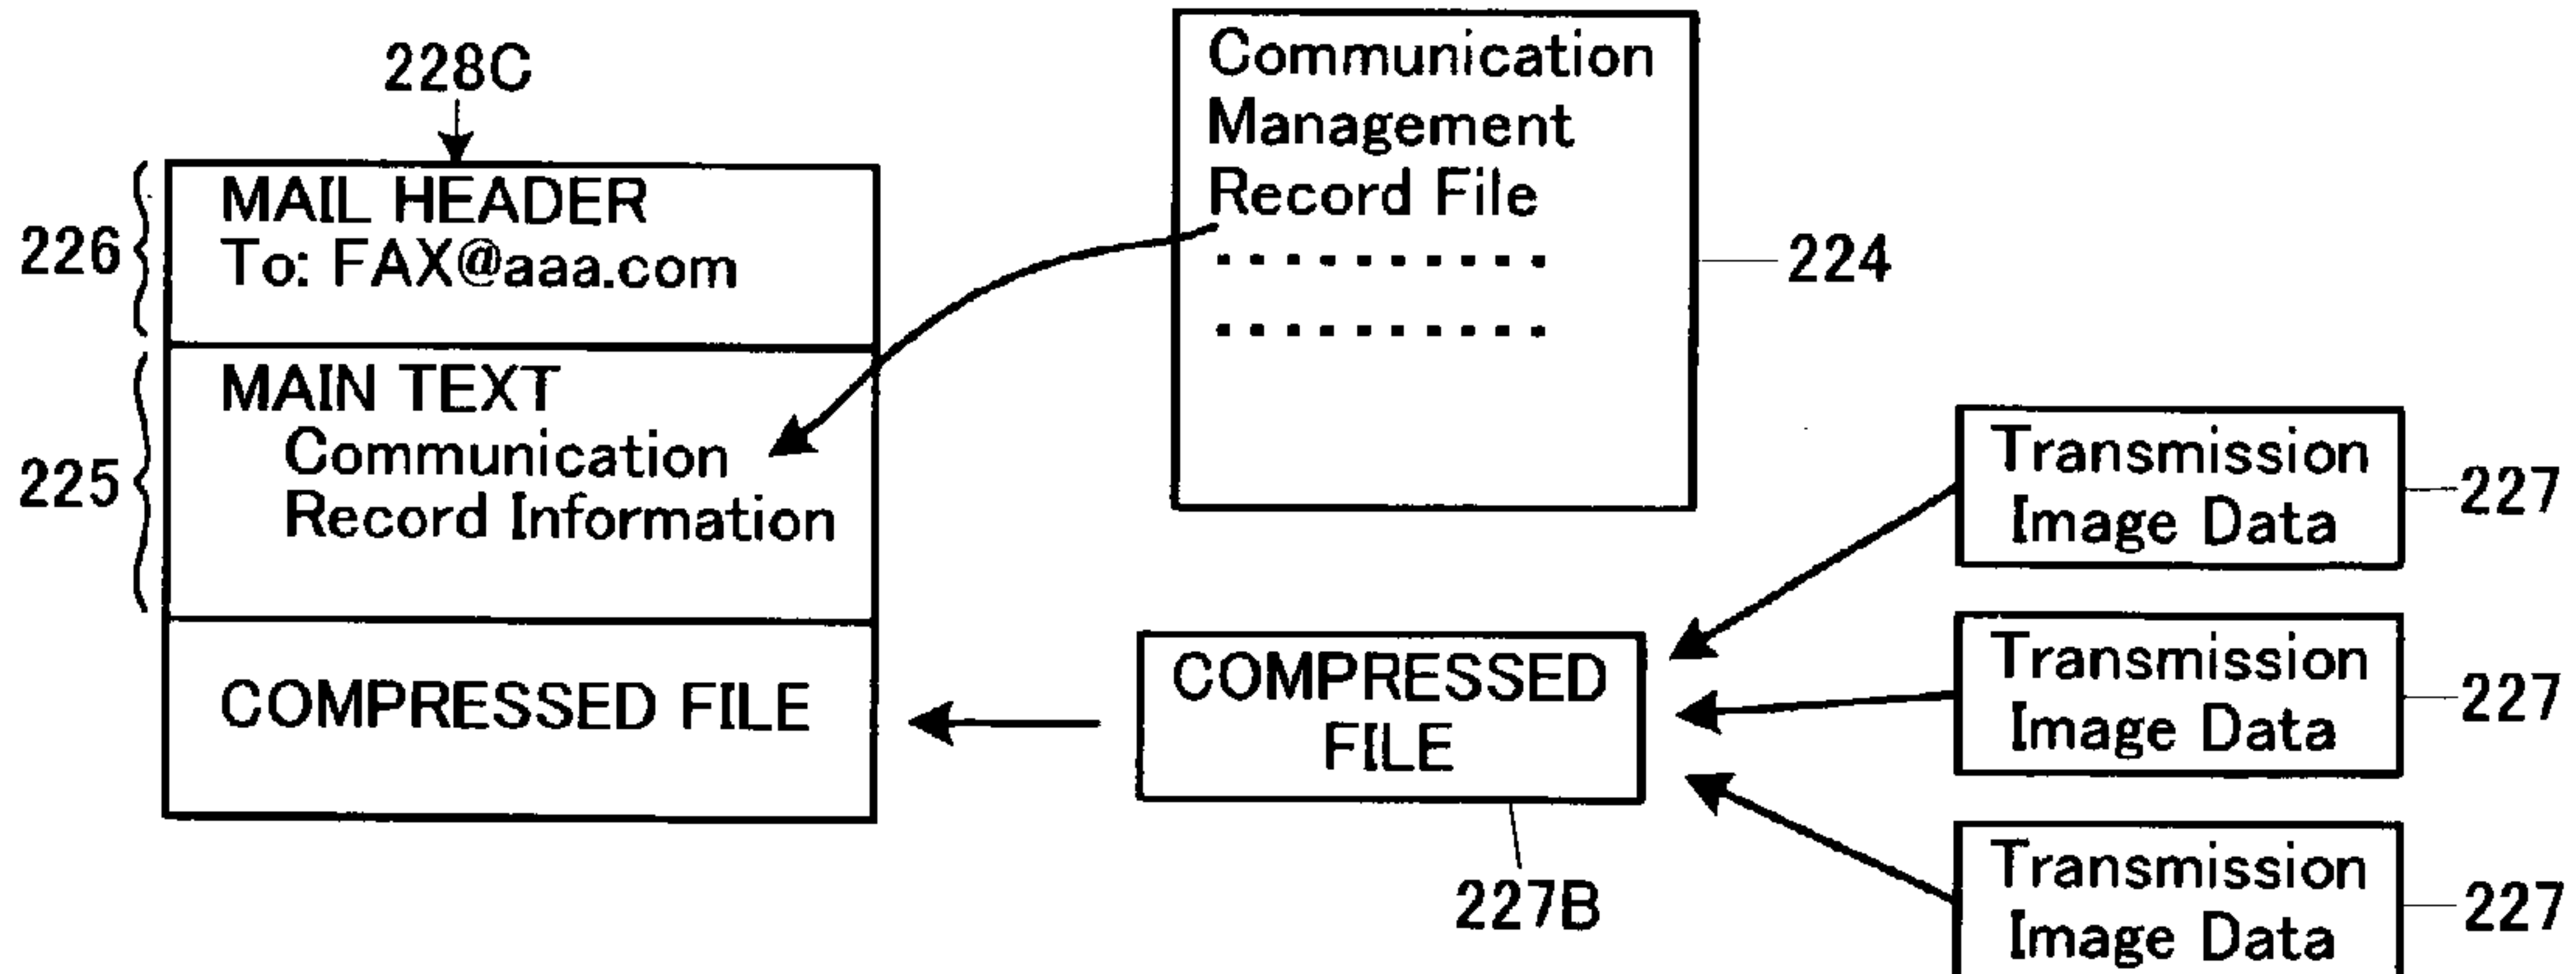 228C
226
MAIL HEADER
To: FAX@aaa.com
225
MAIN TEXT
Communication
Record Information
COMPRESSED FILE
Communication
Management
Record File
..........
..........
224
COMPRESSED
FILE
227B
Transmission
Image Data
227
Transmission
Image Data
227
Transmission
Image Data
227